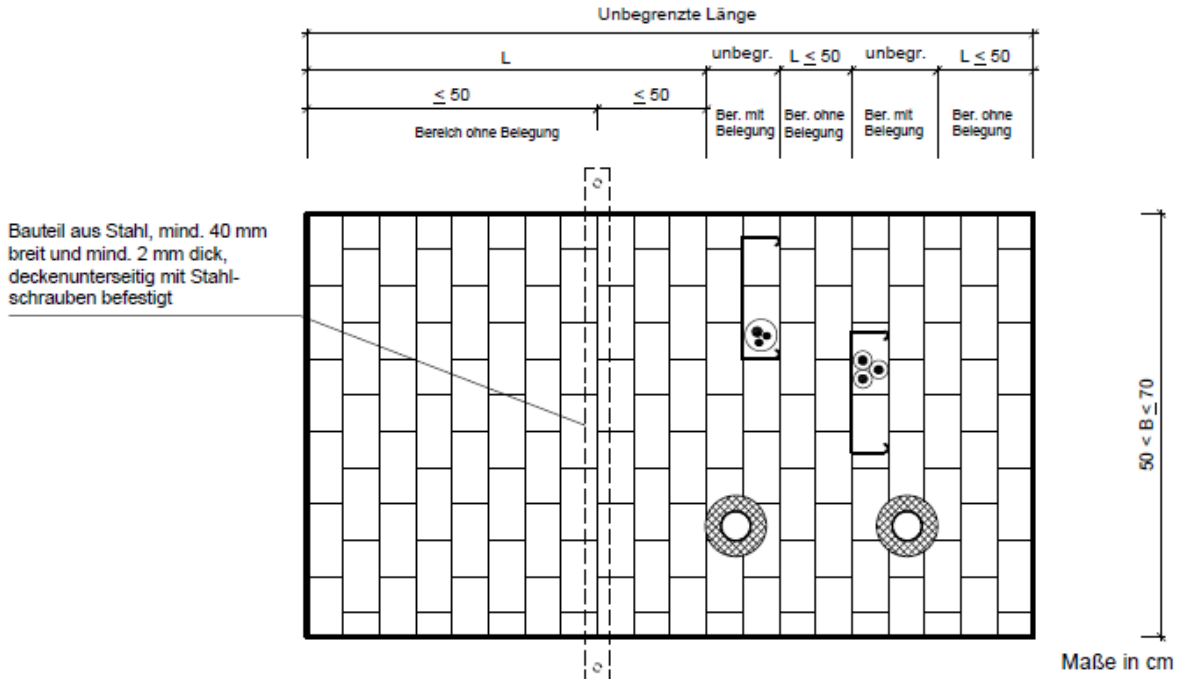 Unbegrenzte Länge
L
unbegr.
L ≤ 50
unbegr.
L ≤ 50
≤ 50
≤ 50
Bereich ohne Belegung
Ber. mit
Belegung
Ber. ohne
Belegung
Ber. mit
Belegung
Ber. ohne
Belegung
Bauteil aus Stahl, mind. 40 mm
breit und mind. 2 mm dick,
deckenunterseitig mit Stahl-
schrauben befestigt
50 < B ≤ 70
Maße in cm